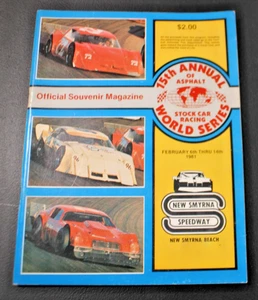 $2.00
15th ANNUAL
OF ASPHALT
STOCK CAR
RACING
WORLD SERIES
Official Souvenir Magazine
FEBRUARY 6th THRU 14th
1981
NEW SMYRNA
SPEEDWAY
NEW SMYRNA BEACH